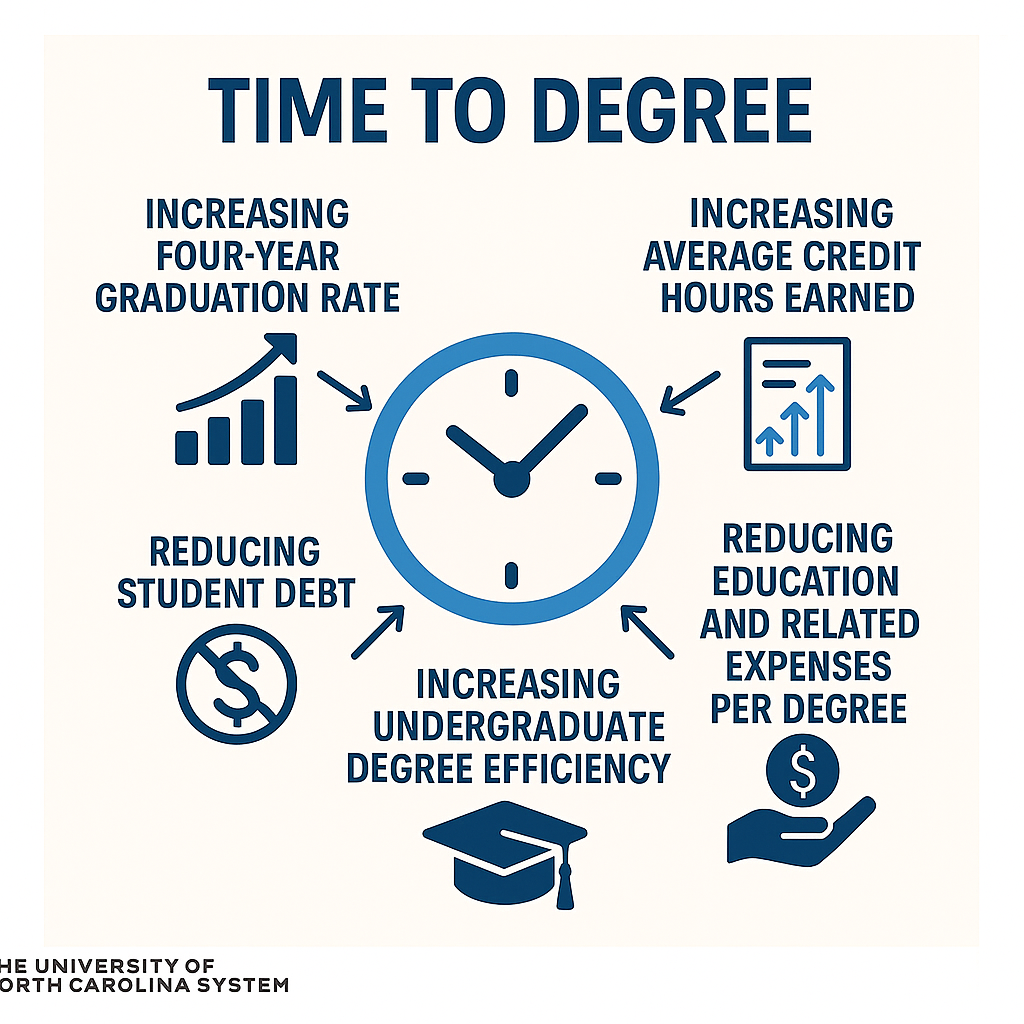 TIME TO DEGREE
INCREASING
FOUR-YEAR
GRADUATION RATE
INCREASING
AVERAGE CREDIT
HOURS EARNED
REDUCING
STUDENT DEBT
$
INCREASING
UNDERGRADUATE
DEGREE EFFICIENCY
REDUCING
EDUCATION
AND RELATED
EXPENSES
PER DEGREE
$
HE UNIVERSITY OF
ORTH CAROLINA SYSTEM